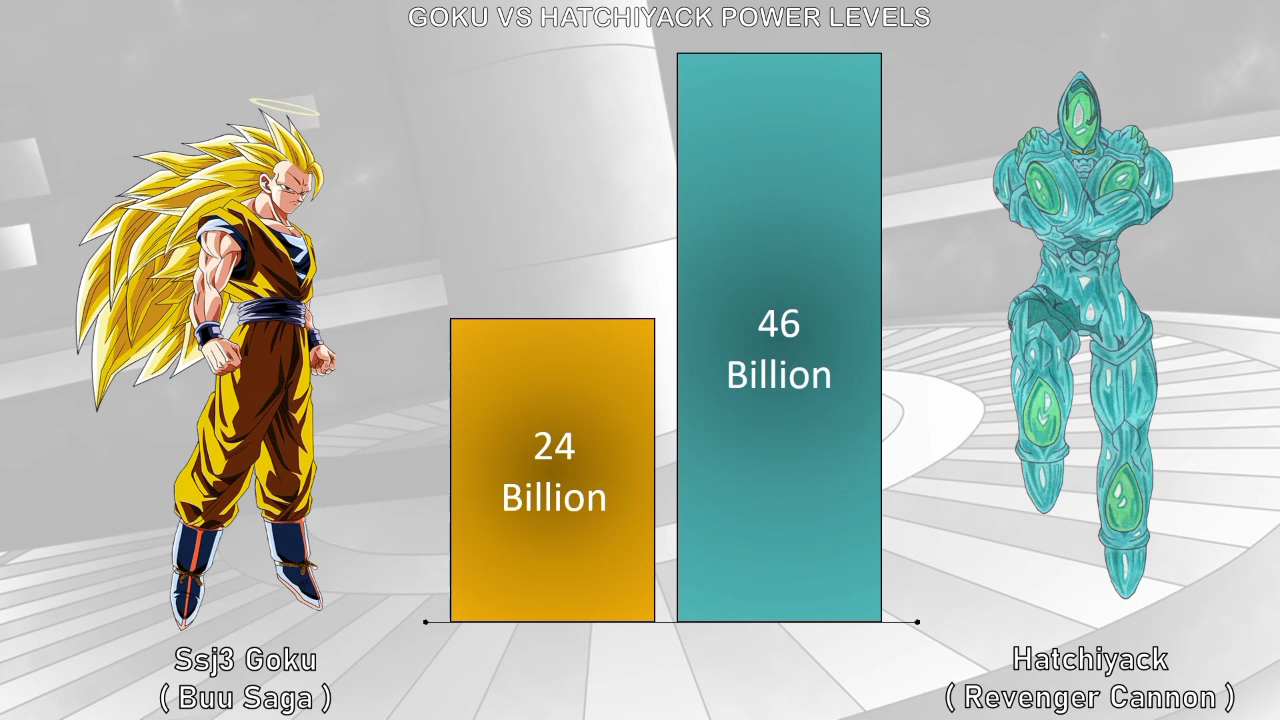 GOKU VS HATCHIYACK POWER LEVELS
46
Billion
24
Billion
Ssj3 Goku
( Buu Saga )
Hatchiyack
( Revenger Cannon )